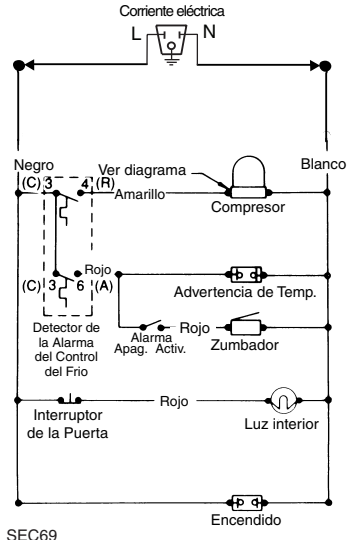 Corriente eléctrica
L N
Negro
Blanco
Ver diagrama
(C) 3 4 (R)
Amarillo
Compresor
Rojo
(C) 3 6 (A)
Advertencia de Temp.
Detector de
la Alarma
del Control
del Frio
Alarma
Apag. Activ.
Rojo
Zumbador
Rojo
Interruptor
de la Puerta
Luz interior
Encendido
SEC69